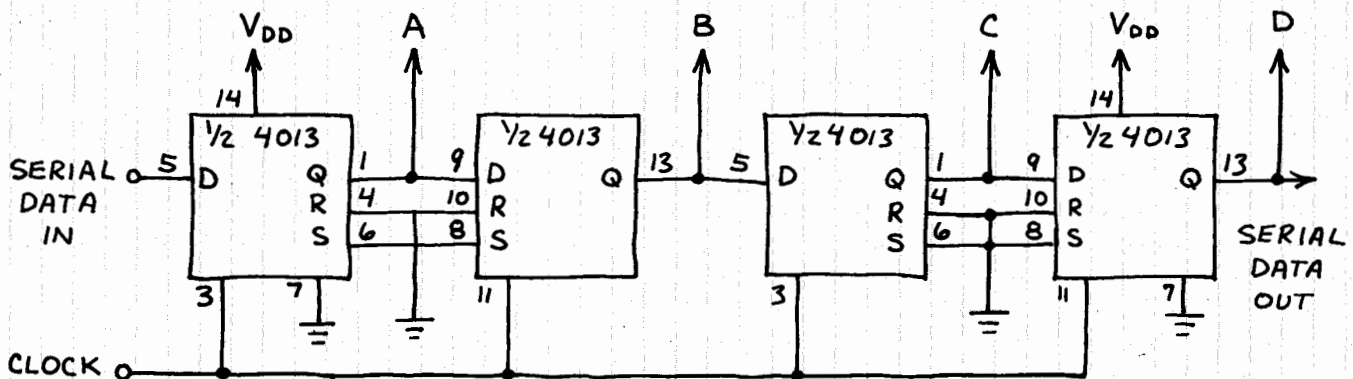 VDD A B C VDD D
14 14
1/2 4013 1/2 4013 1/2 4013 1/2 4013
SERIAL DATA IN
5 D Q 1 9 D Q 13 5 D Q 1 9 D Q 13
R 4 10 R R 4 10 R
S 6 8 S S 6 8 S
SERIAL DATA OUT
3 7 11 3 11 7
CLOCK